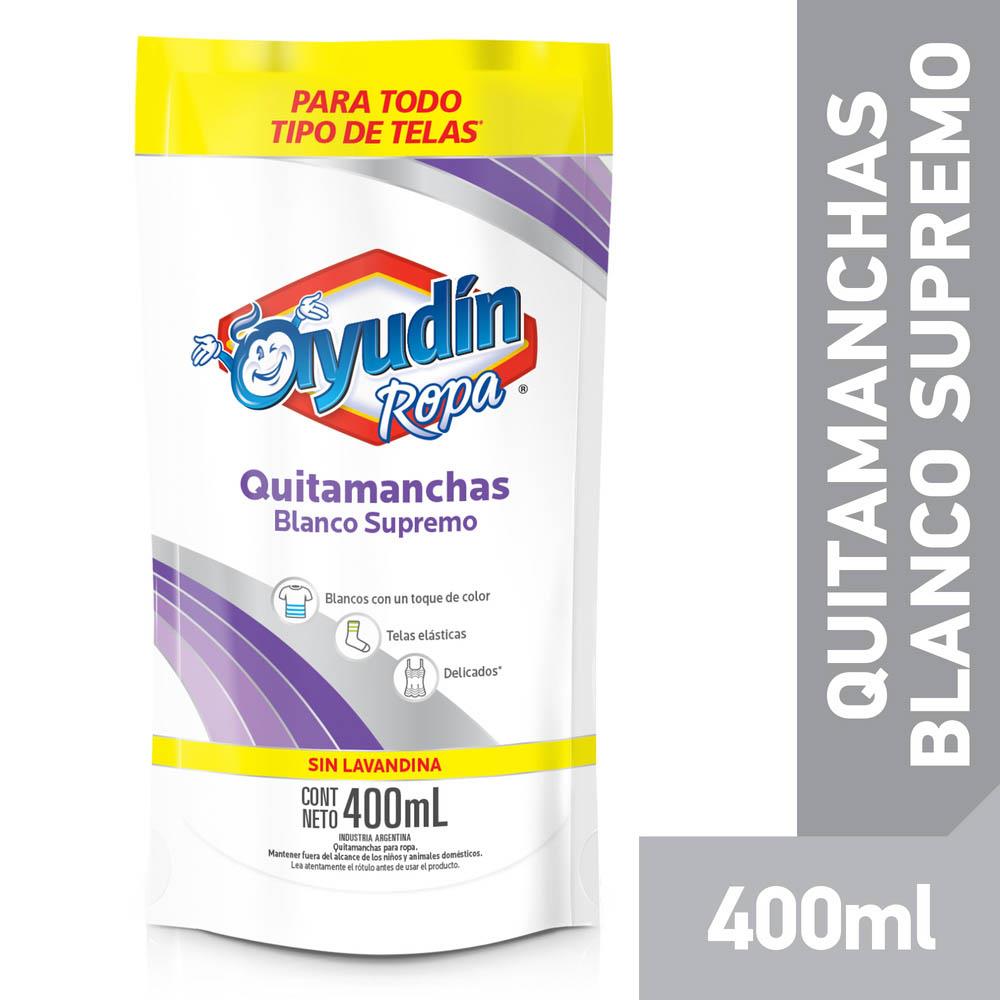 PARA TODO
TIPO DE TELAS*
ayudín
Ropa ®
Quitamanchas
Blanco Supremo
Blancos con un toque de color
Telas elásticas
Delicados*
SIN LAVANDINA
CONT
NETO 400mL
INDUSTRIA ARGENTINA
Quitamanchas para ropa.
Mantener fuera del alcance de los niños y animales domésticos.
Lea atentamente el rótulo antes de usar el producto.
QUITAMANCHAS
BLANCO SUPREMO
400ml